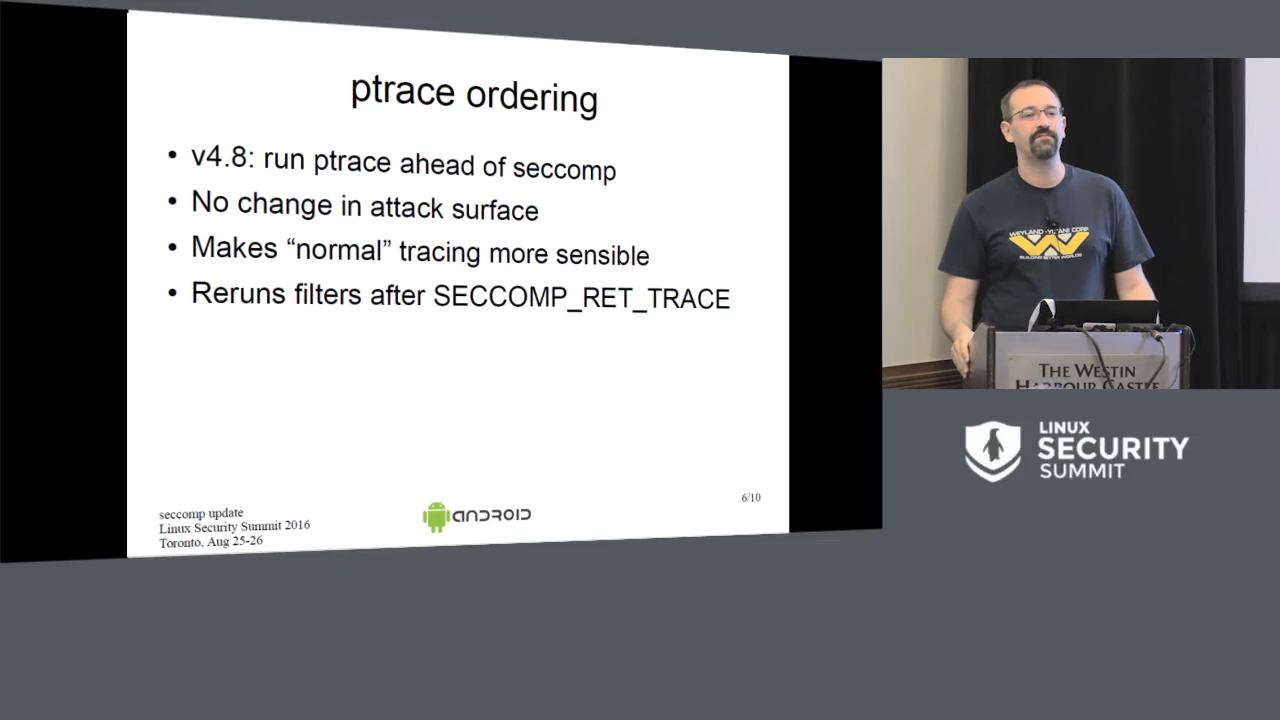 ptrace ordering
• v4.8: run ptrace ahead of seccomp
• No change in attack surface
• Makes “normal” tracing more sensible
• Reruns filters after SECCOMP_RET_TRACE
seccomp update
Linux Security Summit 2016
Toronto, Aug 25-26
ANDROID
6/10
WEYLAND-YUTANI CORP
BUILDING BETTER WORLDS
THE WESTIN
HARBOUR CASTLE
LINUX
SECURITY
SUMMIT